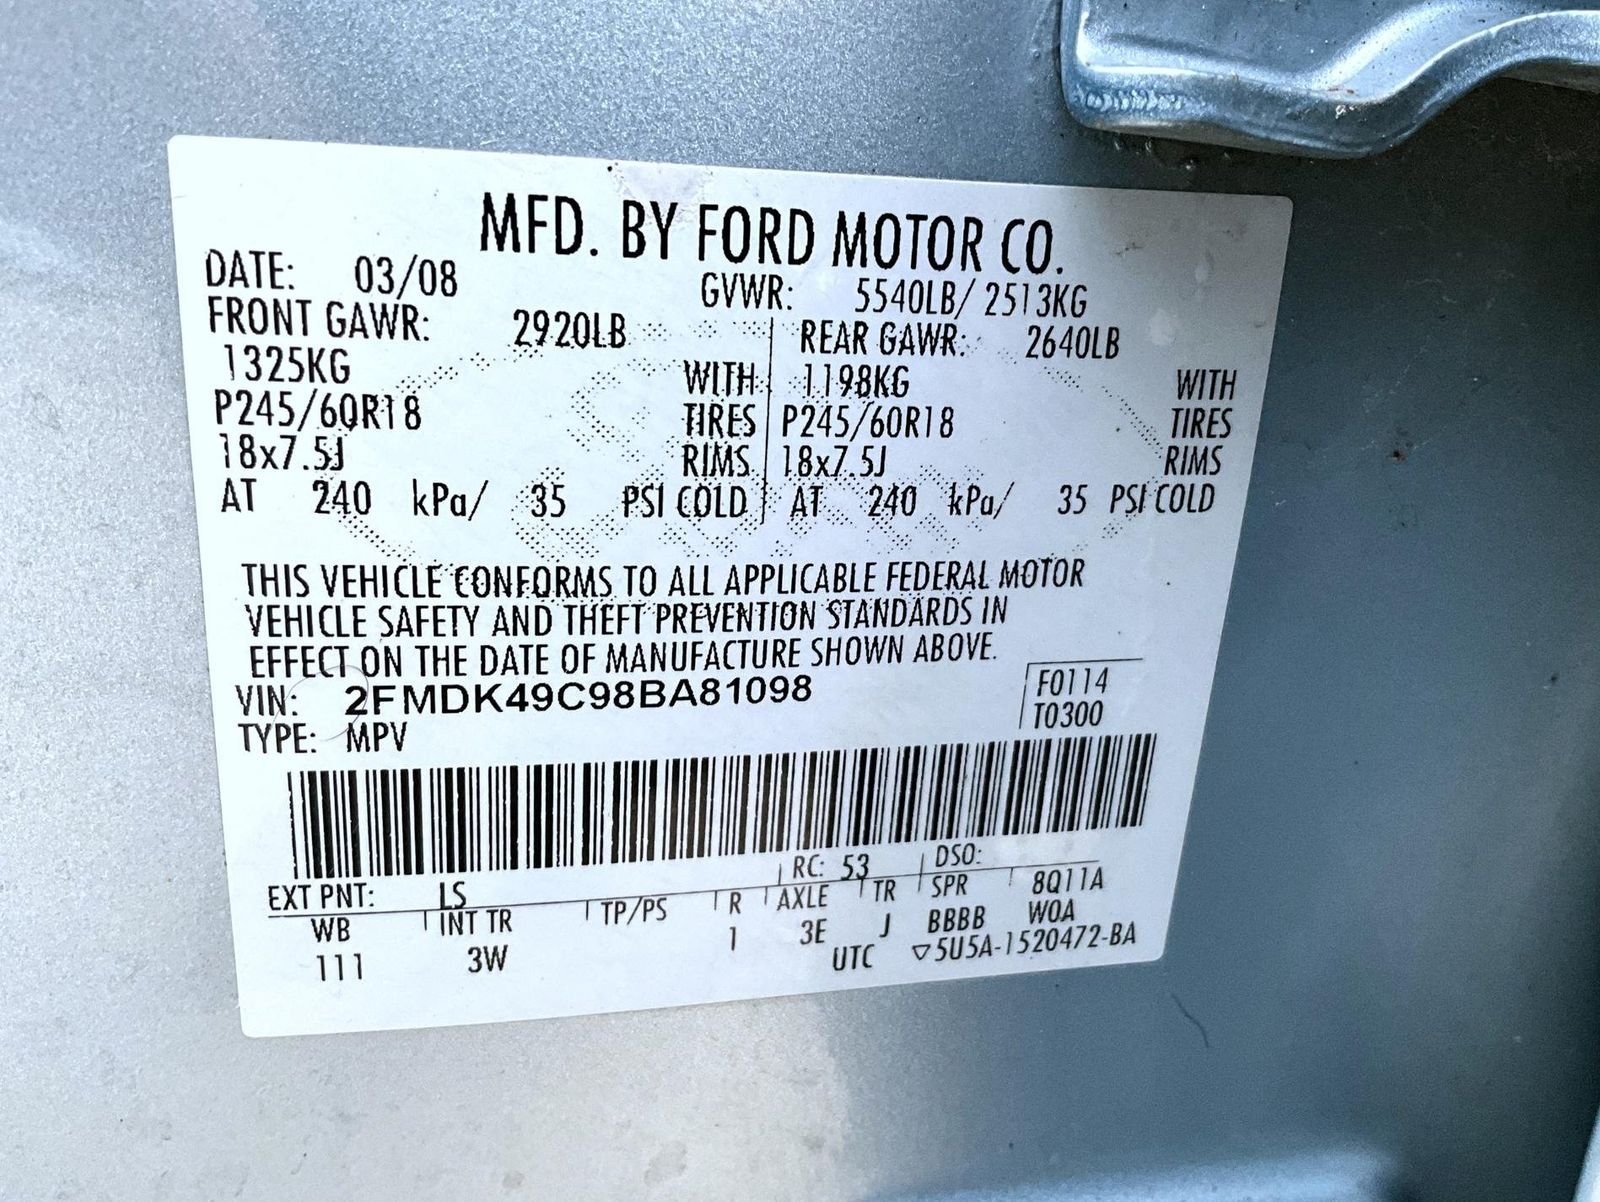 MFD. BY FORD MOTOR CO.
DATE: 03/08 GVWR: 5540LB/ 2513KG
FRONT GAWR: 2920LB REAR GAWR: 2640LB
1325KG WITH 1198KG WITH
P245/60R18 TIRES P245/60R18 TIRES
18x7.5J RIMS 18x7.5J RIMS
AT 240 kPa/ 35 PSI COLD AT 240 kPa/ 35 PSI COLD
THIS VEHICLE CONFORMS TO ALL APPLICABLE FEDERAL MOTOR
VEHICLE SAFETY AND THEFT PREVENTION STANDARDS IN
EFFECT ON THE DATE OF MANUFACTURE SHOWN ABOVE.
VIN: 2FMDK49C98BA81098 F0114
TYPE: MPV T0300
EXT PNT: LS RC: 53 DSO:
WB INT TR TP/PS R AXLE TR SPR 8Q11A
111 3W 1 3E J BBBB W0A
UTC ▽5U5A-1520472-BA